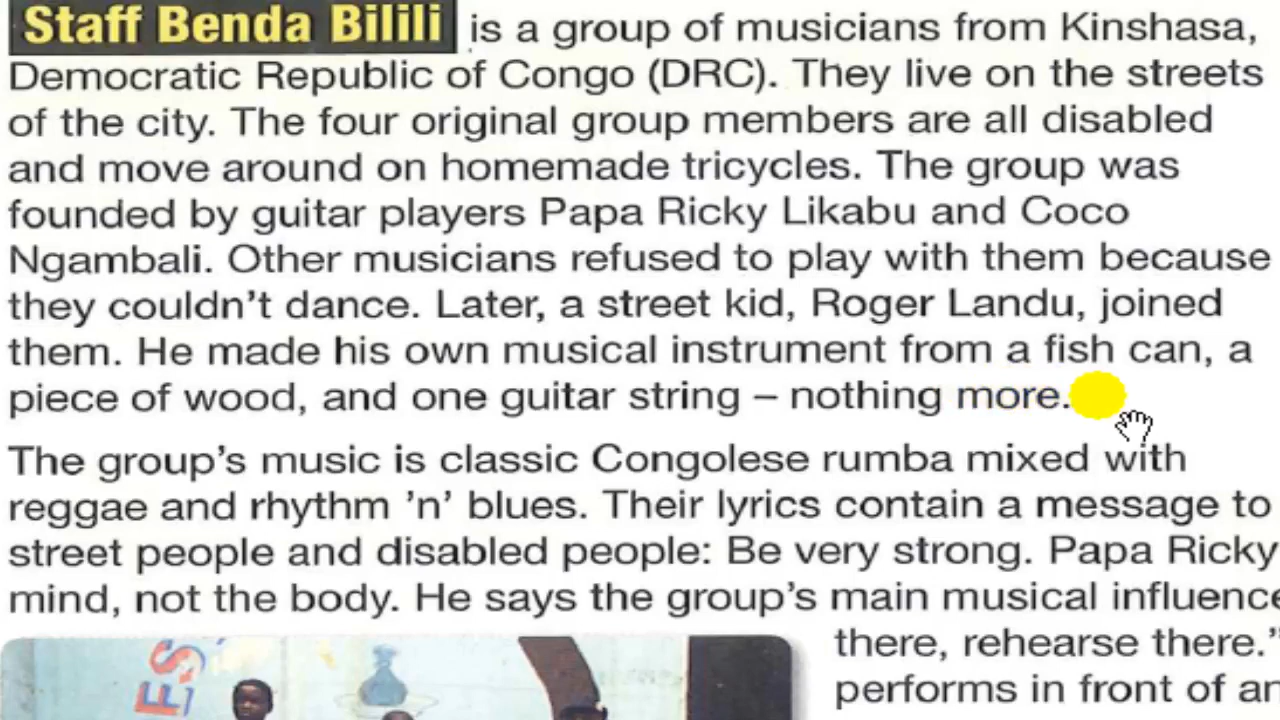 Staff Benda Bilili is a group of musicians from Kinshasa,
Democratic Republic of Congo (DRC). They live on the streets
of the city. The four original group members are all disabled
and move around on homemade tricycles. The group was
founded by guitar players Papa Ricky Likabu and Coco
Ngambali. Other musicians refused to play with them because
they couldn't dance. Later, a street kid, Roger Landu, joined
them. He made his own musical instrument from a fish can, a
piece of wood, and one guitar string – nothing more.
The group's music is classic Congolese rumba mixed with
reggae and rhythm 'n' blues. Their lyrics contain a message to
street people and disabled people: Be very strong. Papa Ricky
mind, not the body. He says the group's main musical influence
there, rehearse there."
performs in front of an
ES